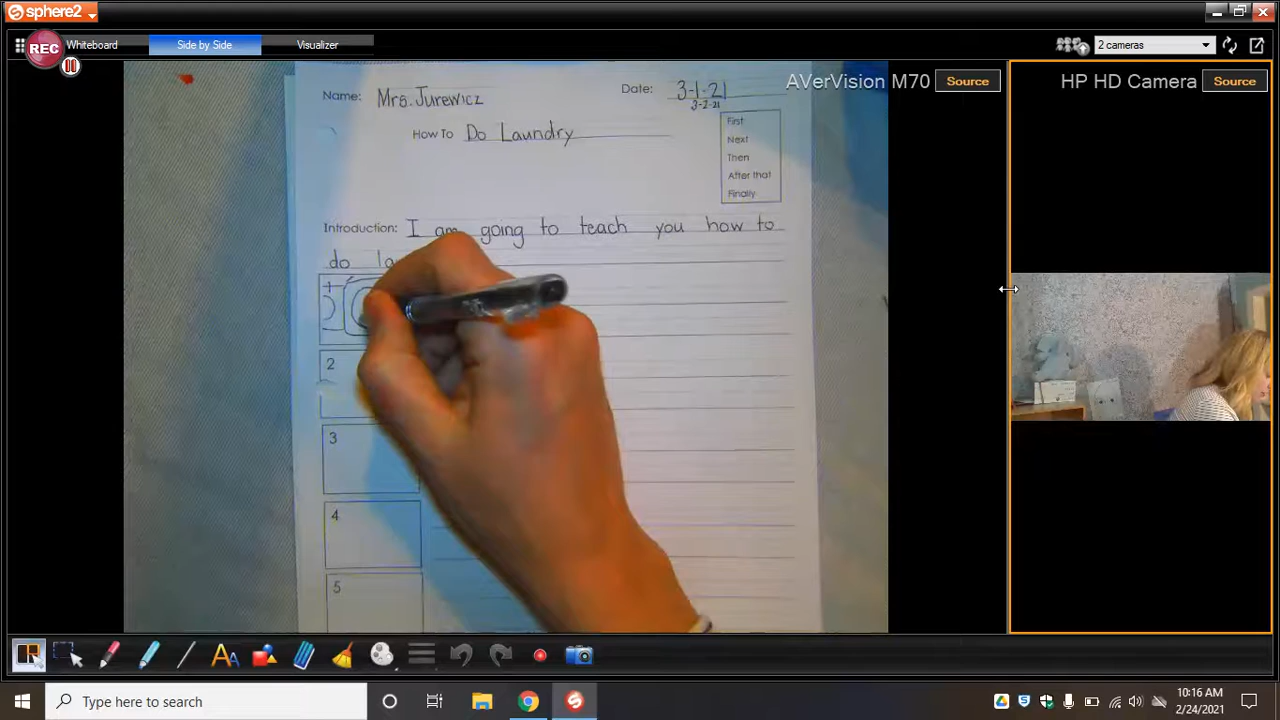 sphere2
REC
Whiteboard
Side by Side
Visualizer
2 cameras
AVerVision M70
Source
HP HD Camera
Source
Name: Mrs. Jurewicz
Date: 3-1-21
3-2-21
How To Do Laundry
First
Next
Then
After that
Finally
Introduction: I am going to teach you how to
do
2
3
4
5
Type here to search
10:16 AM
2/24/2021